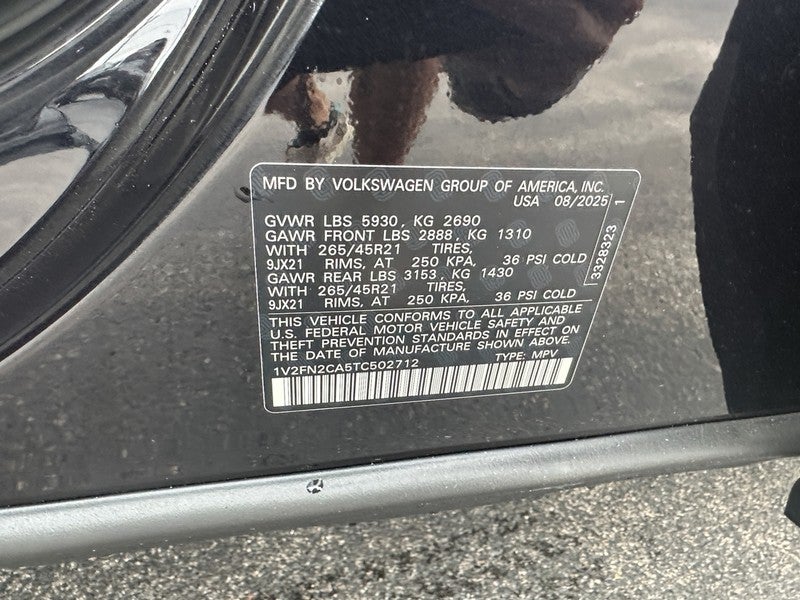 MFD BY VOLKSWAGEN GROUP OF AMERICA, INC.
USA 08/2025
GVWR LBS 5930, KG 2690
GAWR FRONT LBS 2888, KG 1310
WITH 265/45R21 TIRES,
9JX21 RIMS, AT 250 KPA, 36 PSI COLD
GAWR REAR LBS 3153, KG 1430
WITH 265/45R21 TIRES,
9JX21 RIMS, AT 250 KPA, 36 PSI COLD
THIS VEHICLE CONFORMS TO ALL APPLICABLE
U.S. FEDERAL MOTOR VEHICLE SAFETY AND
THEFT PREVENTION STANDARDS IN EFFECT ON
THE DATE OF MANUFACTURE SHOWN ABOVE.
1V2FN2CA5TC502712 TYPE: MPV
3328323 1